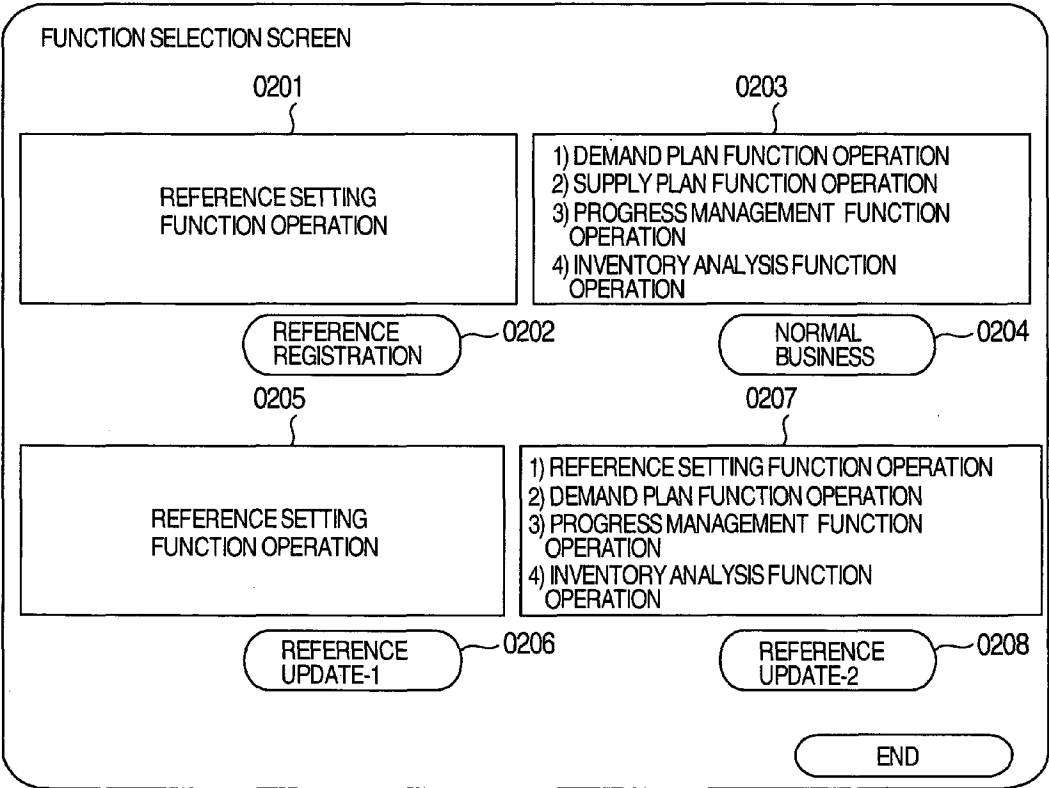 FUNCTION SELECTION SCREEN
0201
0203
REFERENCE SETTING
FUNCTION OPERATION
1) DEMAND PLAN FUNCTION OPERATION
2) SUPPLY PLAN FUNCTION OPERATION
3) PROGRESS MANAGEMENT FUNCTION
OPERATION
4) INVENTORY ANALYSIS FUNCTION
OPERATION
REFERENCE
REGISTRATION
0202
NORMAL
BUSINESS
0204
0205
0207
REFERENCE SETTING
FUNCTION OPERATION
1) REFERENCE SETTING FUNCTION OPERATION
2) DEMAND PLAN FUNCTION OPERATION
3) PROGRESS MANAGEMENT FUNCTION
OPERATION
4) INVENTORY ANALYSIS FUNCTION
OPERATION
REFERENCE
UPDATE-1
0206
REFERENCE
UPDATE-2
0208
END